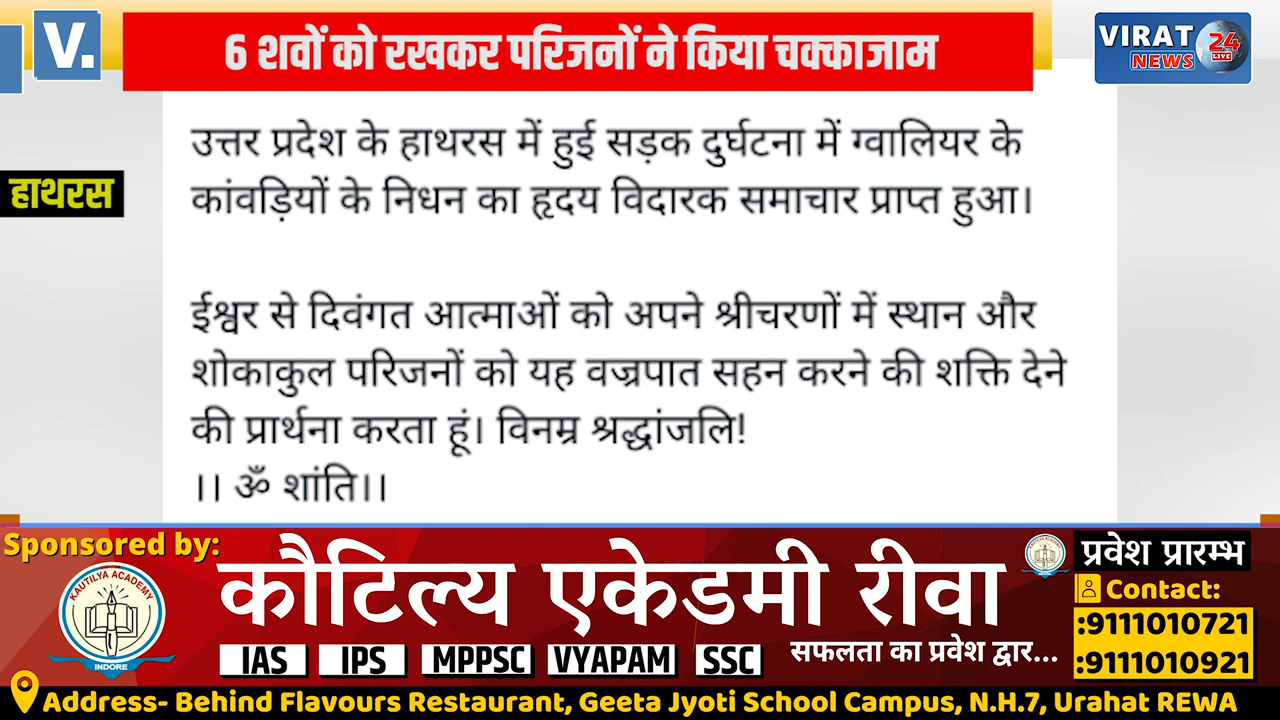 V.
6 शवों को रखकर परिजनों ने किया चक्काजाम
VIRAT
24
NEWS
LIVE
उत्तर प्रदेश के हाथरस में हुई सड़क दुर्घटना में ग्वालियर के
हाथरस
कांवड़ियों के निधन का हृदय विदारक समाचार प्राप्त हुआ।
ईश्वर से दिवंगत आत्माओं को अपने श्रीचरणों में स्थान और
शोकाकुल परिजनों को यह वज्रपात सहन करने की शक्ति देने
की प्रार्थना करता हूं। विनम्र श्रद्धांजलि!
।। ॐ शांति।।
Sponsored by:
KAUTILYA ACADEMY
INDORE
कौटिल्य एकेडमी रीवा
IAS IPS MPPSC VYAPAM SSC
सफलता का प्रवेश द्वार...
प्रवेश प्रारम्भ
Contact:
:9111010721
:9111010921
Address- Behind Flavours Restaurant, Geeta Jyoti School Campus, N.H.7, Urahat REWA